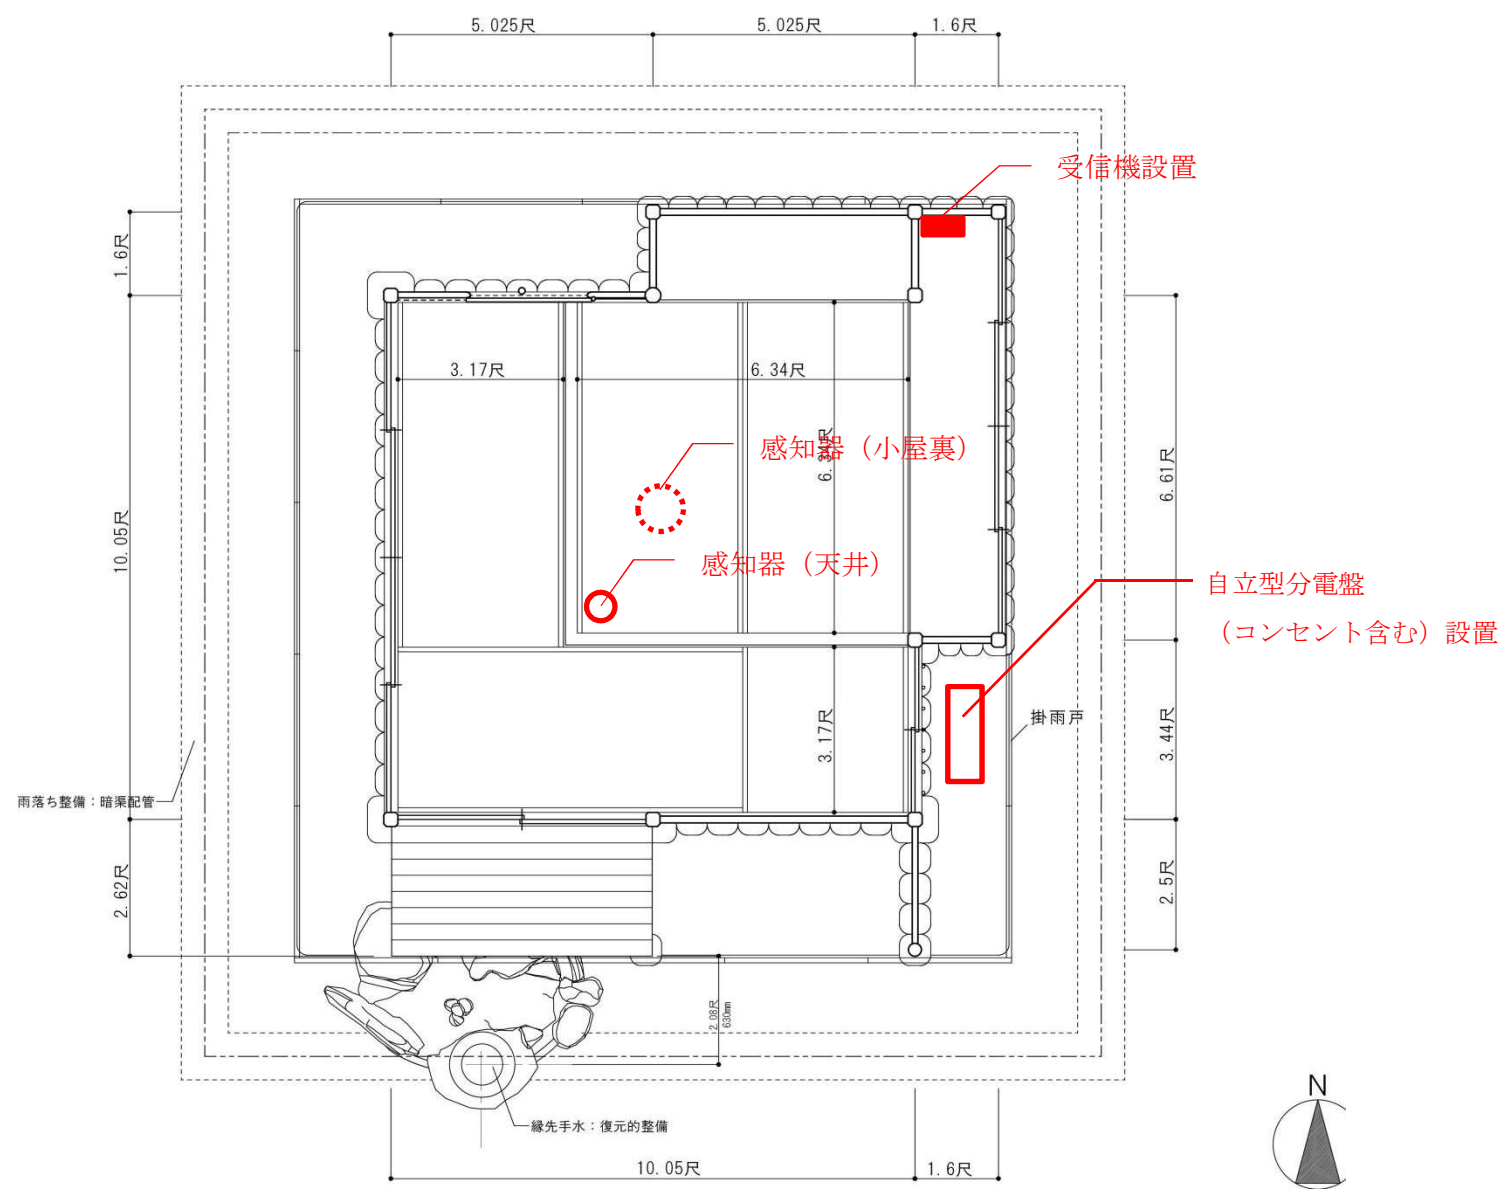 5.025尺
5.025尺
1.6尺
受信機設置
1.6尺
3.17尺
6.34尺
6.34尺
感知器（小屋裏）
感知器（天井）
10.05尺
6.61尺
自立型分電盤
（コンセント含む）設置
掛雨戸
3.17尺
3.44尺
雨落ち整備：暗渠配管
2.62尺
2.5尺
2.08尺
630mm
N
縁先手水：復元的整備
10.05尺
1.6尺